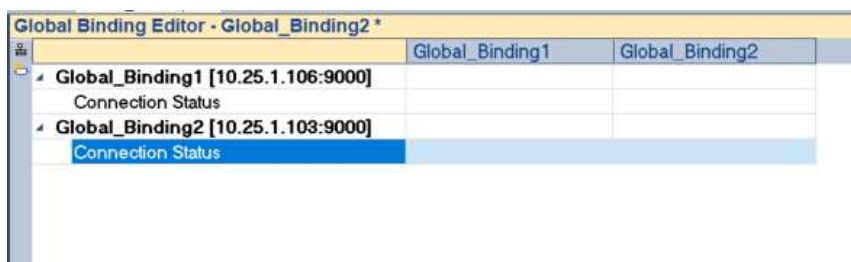 Global Binding Editor - Global_Binding2 *
Global_Binding1 Global_Binding2
Global_Binding1 [10.25.1.106:9000]
Connection Status
Global_Binding2 [10.25.1.103:9000]
Connection Status